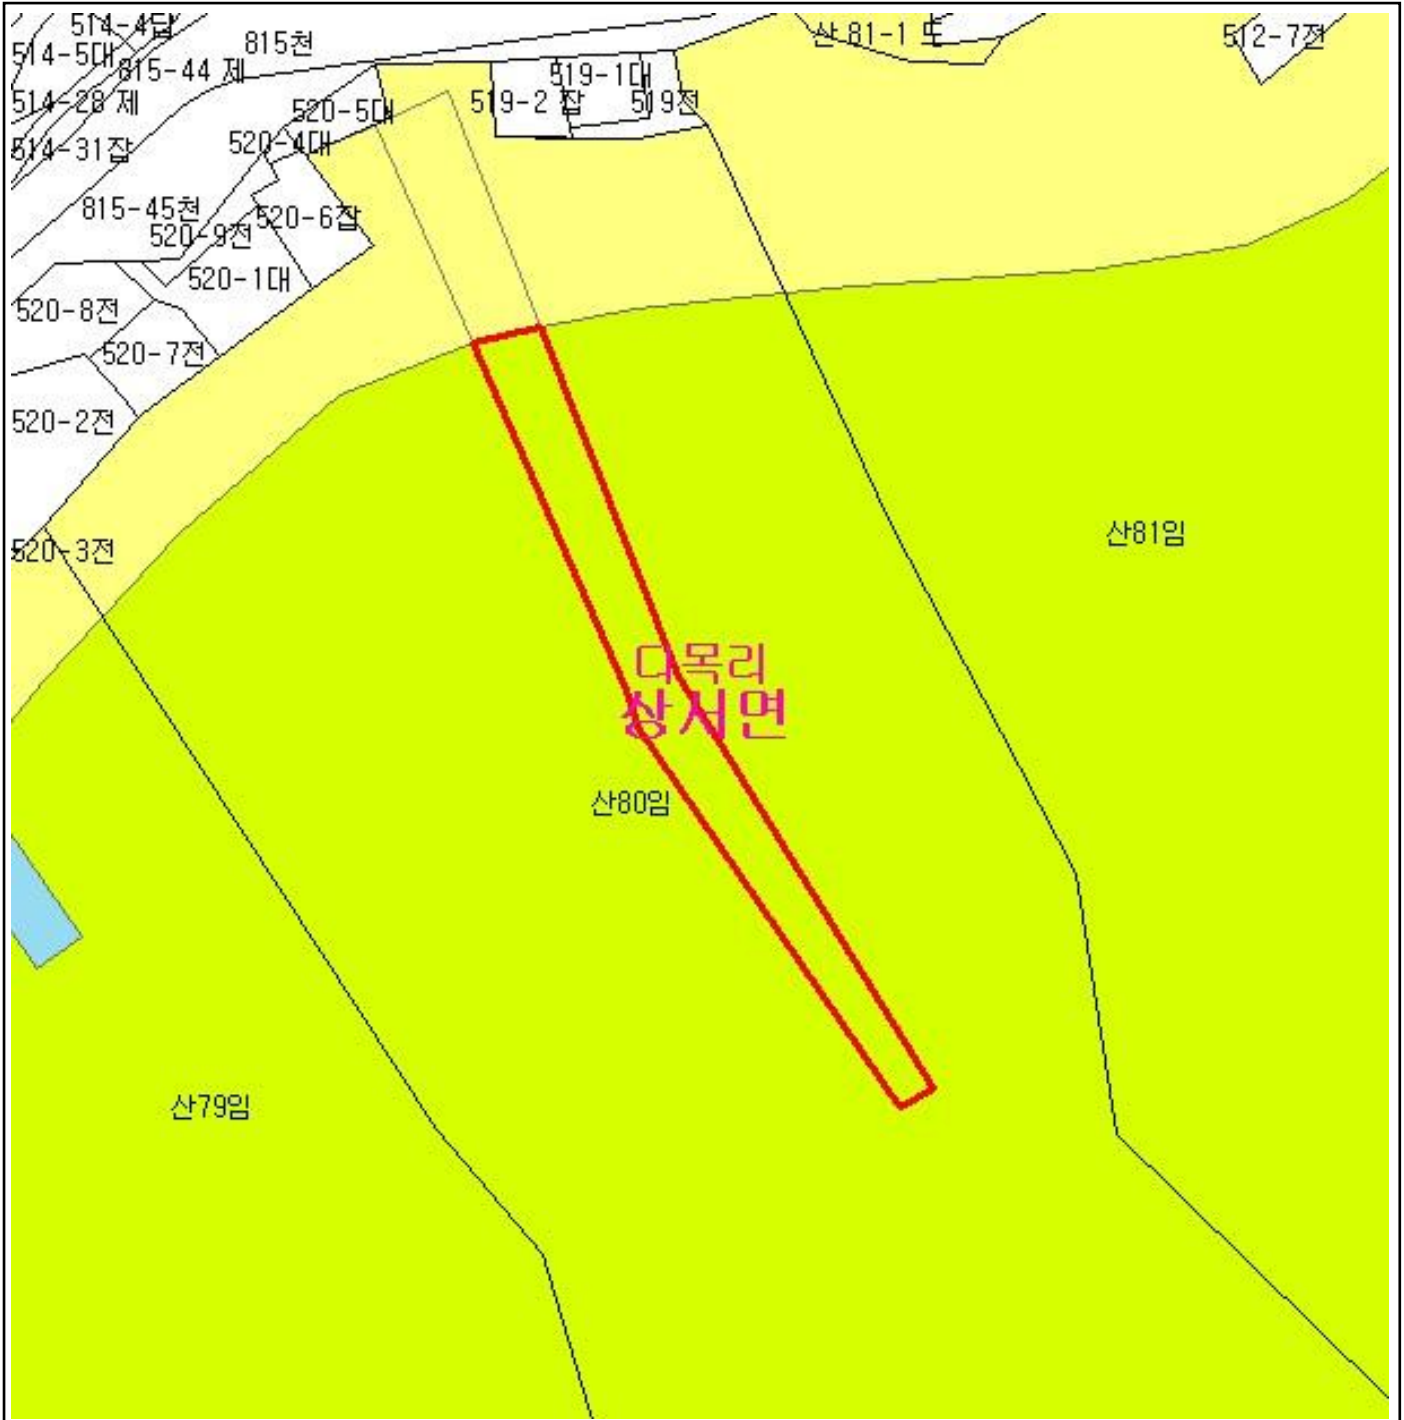 514-4답
514-5대
815천
815-44 제
514-28 제
514-31잡
520-5대
520-4대
519-1대
519-2 잡
519전
산 81-1 도
512-7전
815-45천
520-9전
520-6잡
520-1대
520-8전
520-7전
520-2전
520-3전
산81임
다목리
상서면
산80임
산79임